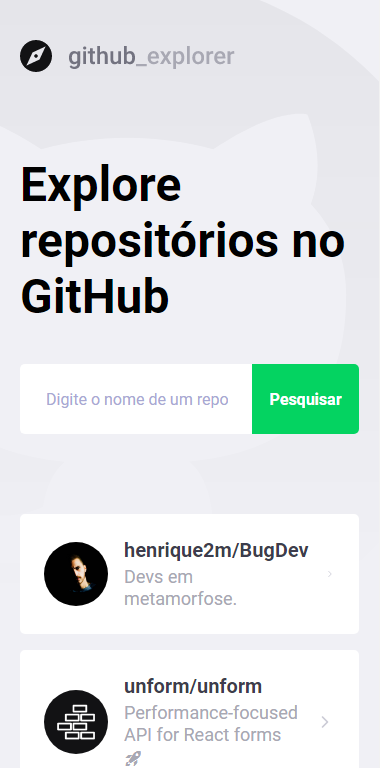 github_explorer
Explore
repositórios no
GitHub
Digite o nome de um repo
Pesquisar
henrique2m/BugDev
Devs em
metamorfose.
unform/unform
Performance-focused
API for React forms
🚀